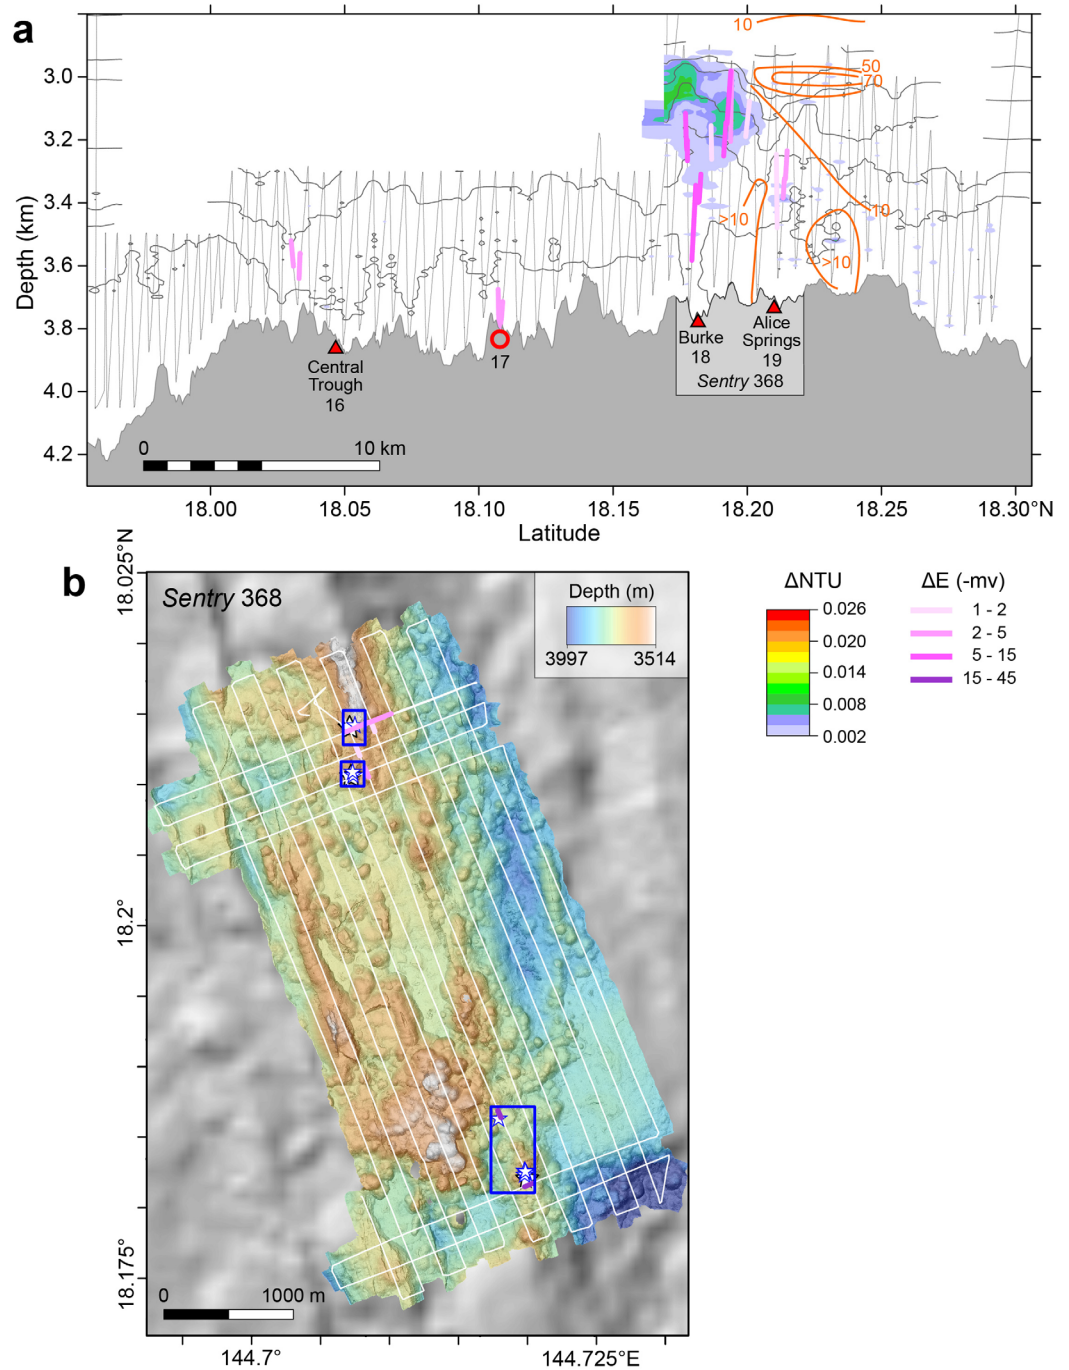 a
10
50
70
3.0
3.2
3.4
3.6
3.8
4.0
4.2
Depth (km)
>10
10
>10
Central
Trough
16
17
Burke
18
Alice
Springs
19
Sentry 368
0 10 km
18.00 18.05 18.10 18.15 18.20 18.25 18.30°N
Latitude
b
Sentry 368
Depth (m)
3997 3514
18.025°N
18.2°
18.175°
0 1000 m
144.7° 144.725°E
ΔNTU
0.026
0.020
0.014
0.008
0.002
ΔE (-mv)
1 - 2
2 - 5
5 - 15
15 - 45